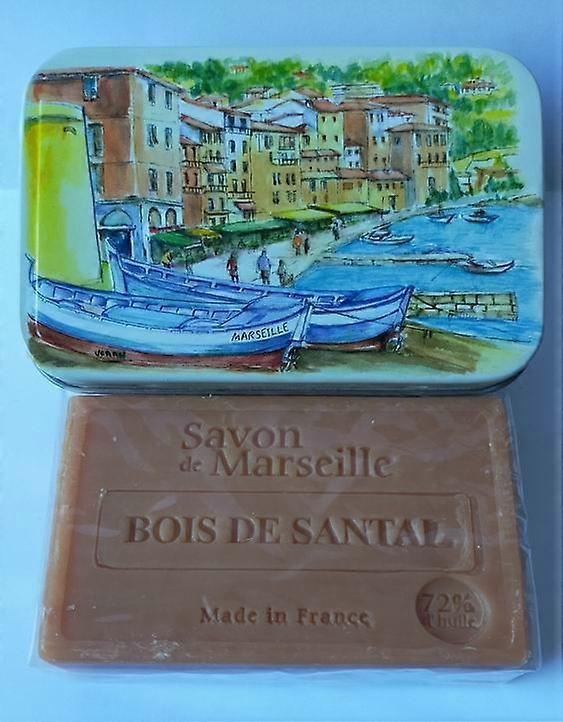 MARSEILLE
Savon
de Marseille
BOIS DE SANTAL
Made in France
72%
d'huile